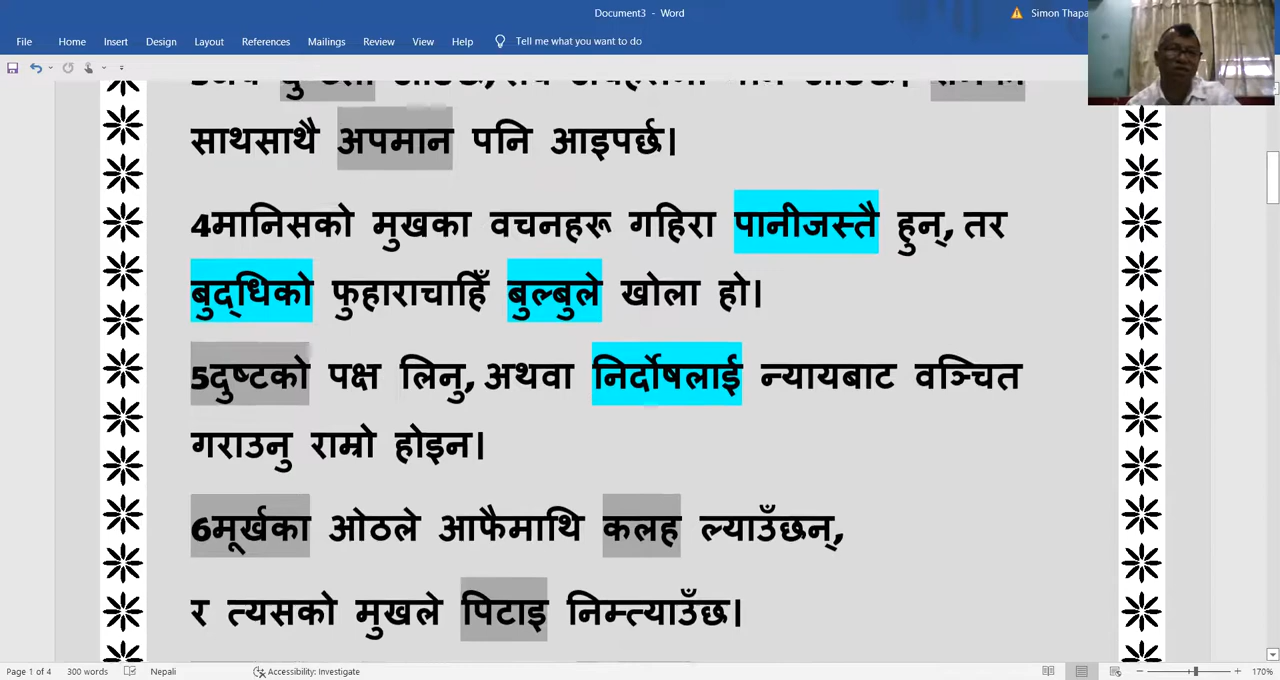 Document3 - Word
Simon Thapa
File Home Insert Design Layout References Mailings Review View Help Tell me what you want to do
साथसाथै अपमान पनि आइपर्छ।
4मानिसको मुखका वचनहरू गहिरा पानीजस्तै हुन्, तर
बुद्धिको फुहाराचाहिँ बुल्बुले खोला हो।
5दुष्टको पक्ष लिनु, अथवा निर्दोषलाई न्यायबाट वञ्चित
गराउनु राम्रो होइन।
6मूर्खका ओठले आफैमाथि कलह ल्याउँछन्,
र त्यसको मुखले पिटाइ निम्त्याउँछ।
Page 1 of 4 300 words Nepali Accessibility: Investigate 170%